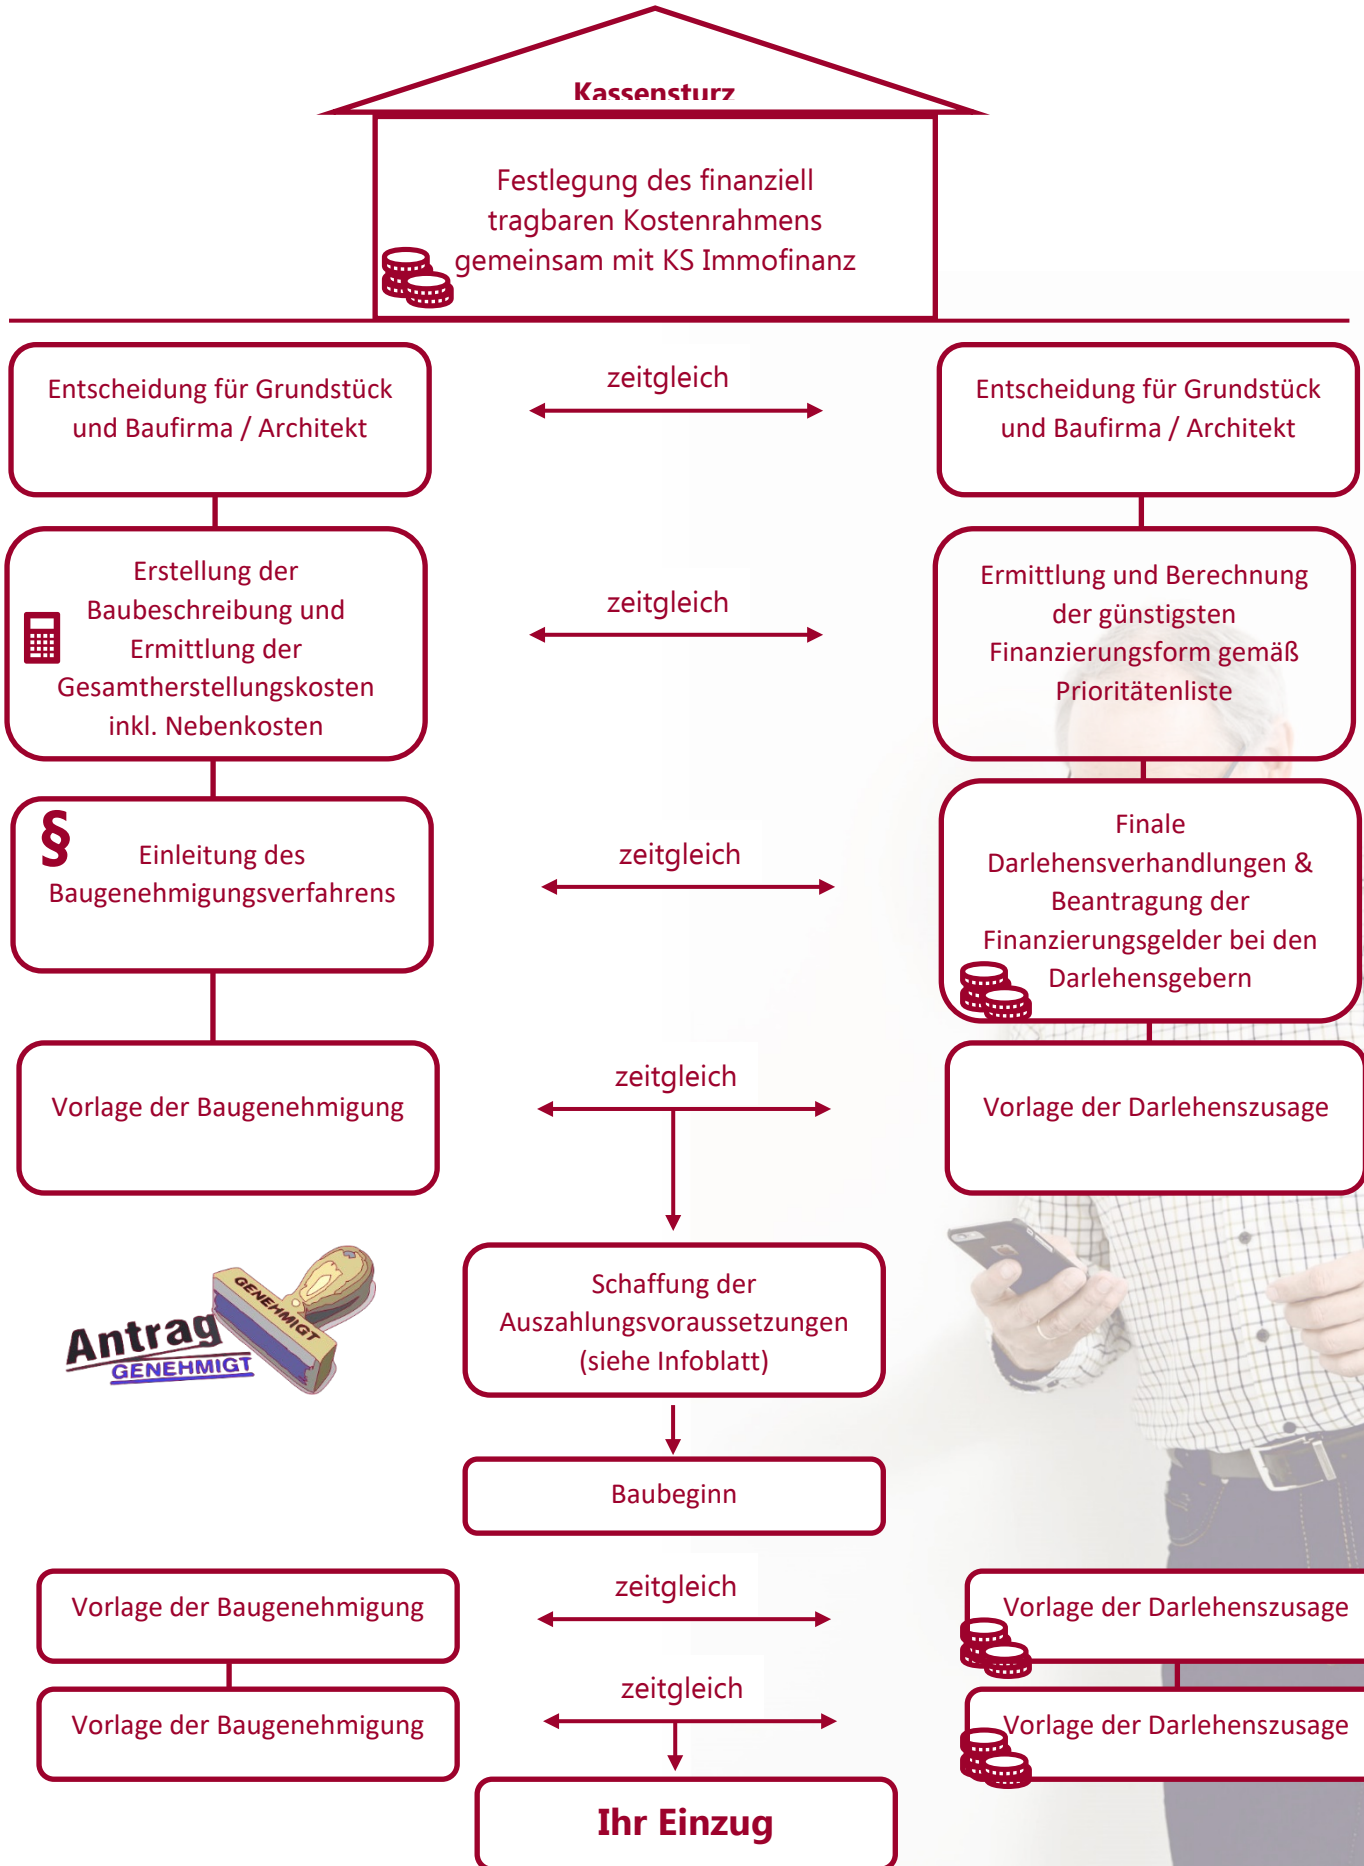 Kassensturz
Festlegung des finanziell
tragbaren Kostenrahmens
gemeinsam mit KS Immofinanz
Entscheidung für Grundstück
und Baufirma / Architekt
zeitgleich
Entscheidung für Grundstück
und Baufirma / Architekt
Erstellung der
Baubeschreibung und
Ermittlung der
Gesamtherstellungskosten
inkl. Nebenkosten
zeitgleich
Ermittlung und Berechnung
der günstigsten
Finanzierungsform gemäß
Prioritätenliste
§
Einleitung des
Baugenehmigungsverfahrens
zeitgleich
Finale
Darlehensverhandlungen &
Beantragung der
Finanzierungsgelder bei den
Darlehensgebern
Vorlage der Baugenehmigung
zeitgleich
Vorlage der Darlehenszusage
Antrag
GENEHMIGT
GENEHMIGT
Schaffung der
Auszahlungsvoraussetzungen
(siehe Infoblatt)
Baubeginn
Vorlage der Baugenehmigung
zeitgleich
Vorlage der Darlehenszusage
Vorlage der Baugenehmigung
zeitgleich
Vorlage der Darlehenszusage
Ihr Einzug